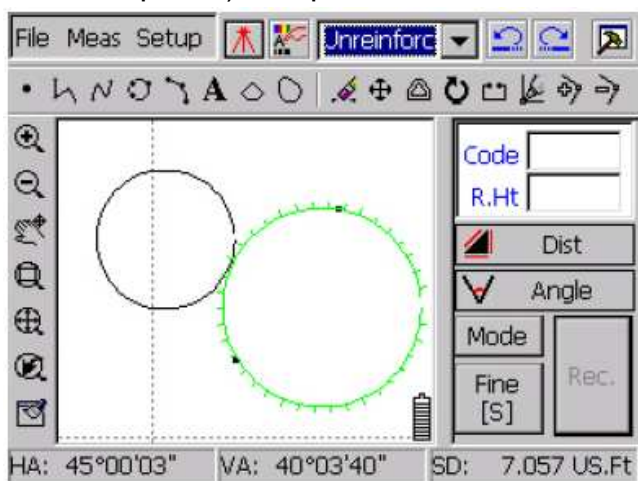 File Meas Setup Unreinforc
A
Code
R.Ht
Dist
Angle
Mode
Fine
[S]
Rec.
HA: 45°00'03" VA: 40°03'40" SD: 7.057 US.Ft